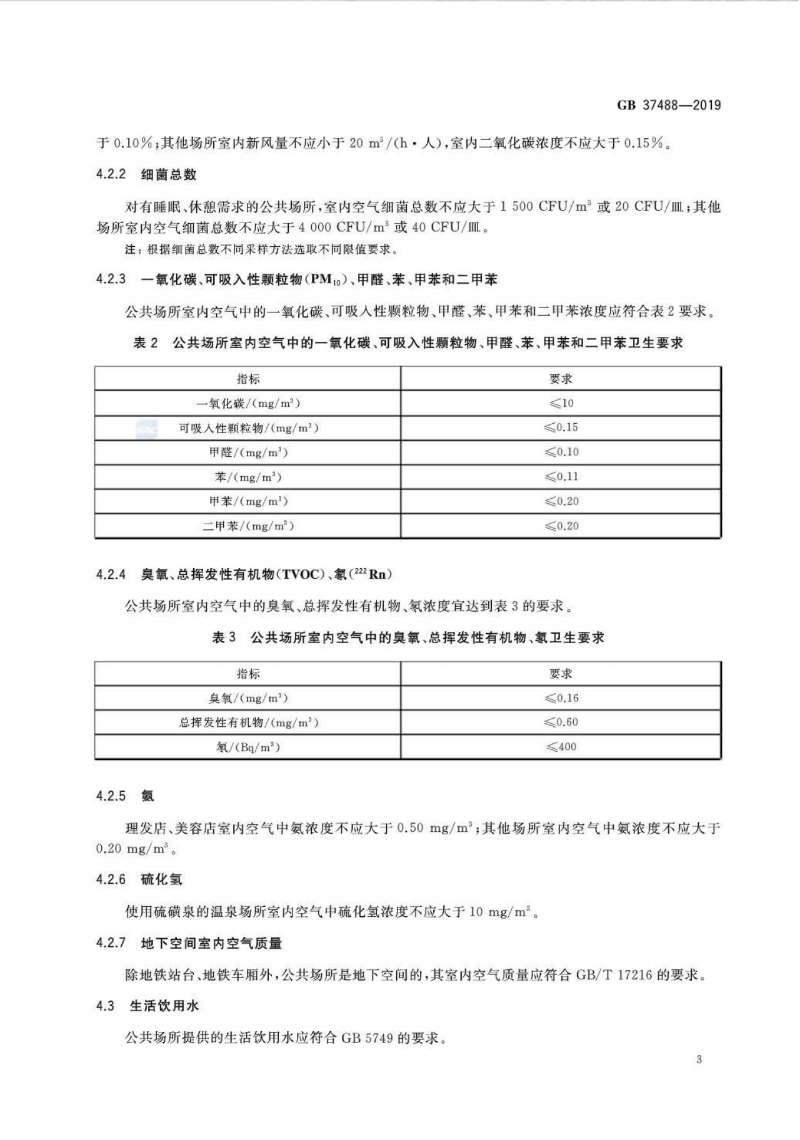 GB 37488—2019
于 0.10%;其他场所室内新风量不应小于 20 m³/(h·人),室内二氧化碳浓度不应大于 0.15%。
4.2.2 细菌总数
对有睡眠、休憩需求的公共场所,室内空气细菌总数不应大于 1 500 CFU/m³ 或 20 CFU/皿;其他
场所室内空气细菌总数不应大于 4 000 CFU/m³ 或 40 CFU/皿。
注:根据细菌总数不同采样方法选取不同限值要求。
4.2.3 一氧化碳、可吸入性颗粒物(PM₁₀)、甲醛、苯、甲苯和二甲苯
公共场所室内空气中的一氧化碳、可吸入性颗粒物、甲醛、苯、甲苯和二甲苯浓度应符合表 2 要求。
表 2 公共场所室内空气中的一氧化碳、可吸入性颗粒物、甲醛、苯、甲苯和二甲苯卫生要求
指标 要求
一氧化碳/(mg/m³) ≤10
可吸入性颗粒物/(mg/m³) ≤0.15
甲醛/(mg/m³) ≤0.10
苯/(mg/m³) ≤0.11
甲苯/(mg/m³) ≤0.20
二甲苯/(mg/m³) ≤0.20
4.2.4 臭氧、总挥发性有机物(TVOC)、氡(²²²Rn)
公共场所室内空气中的臭氧、总挥发性有机物、氡浓度宜达到表 3 的要求。
表 3 公共场所室内空气中的臭氧、总挥发性有机物、氡卫生要求
指标 要求
臭氧/(mg/m³) ≤0.16
总挥发性有机物/(mg/m³) ≤0.60
氡/(Bq/m³) ≤400
4.2.5 氨
理发店、美容店室内空气中氨浓度不应大于 0.50 mg/m³;其他场所室内空气中氨浓度不应大于
0.20 mg/m³。
4.2.6 硫化氢
使用硫磺泉的温泉场所室内空气中硫化氢浓度不应大于 10 mg/m³。
4.2.7 地下空间室内空气质量
除地铁站台、地铁车厢外,公共场所是地下空间的,其室内空气质量应符合 GB/T 17216 的要求。
4.3 生活饮用水
公共场所提供的生活饮用水应符合 GB 5749 的要求。
3